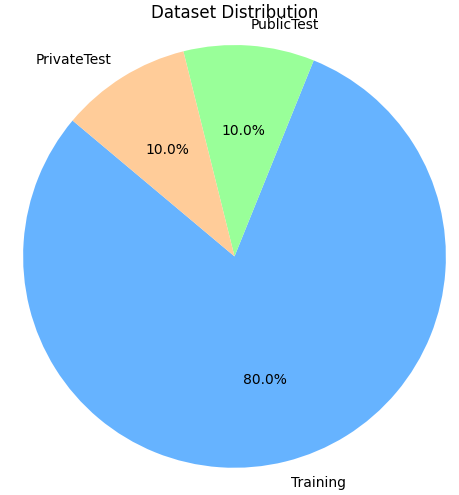 Dataset Distribution
PublicTest
PrivateTest
10.0%
10.0%
80.0%
Training